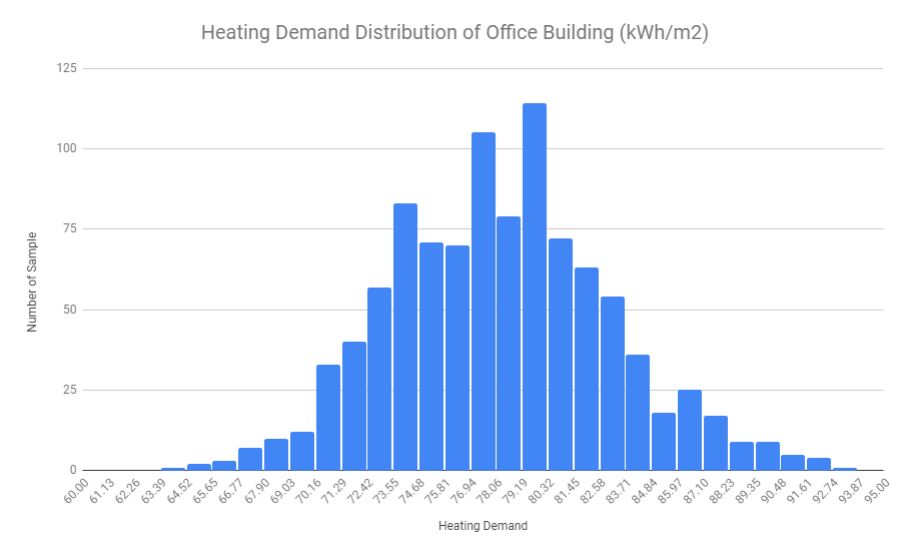 Heating Demand Distribution of Office Building (kWh/m2)
125
100
75
50
25
0
Number of Sample
60.00 61.13 62.26 63.39 64.52 65.65 66.77 67.90 69.03 70.16 71.29 72.42 73.55 74.68 75.81 76.94 78.06 79.19 80.32 81.45 82.58 83.71 84.84 85.97 87.10 88.23 89.35 90.48 91.61 92.74 93.87 95.00
Heating Demand